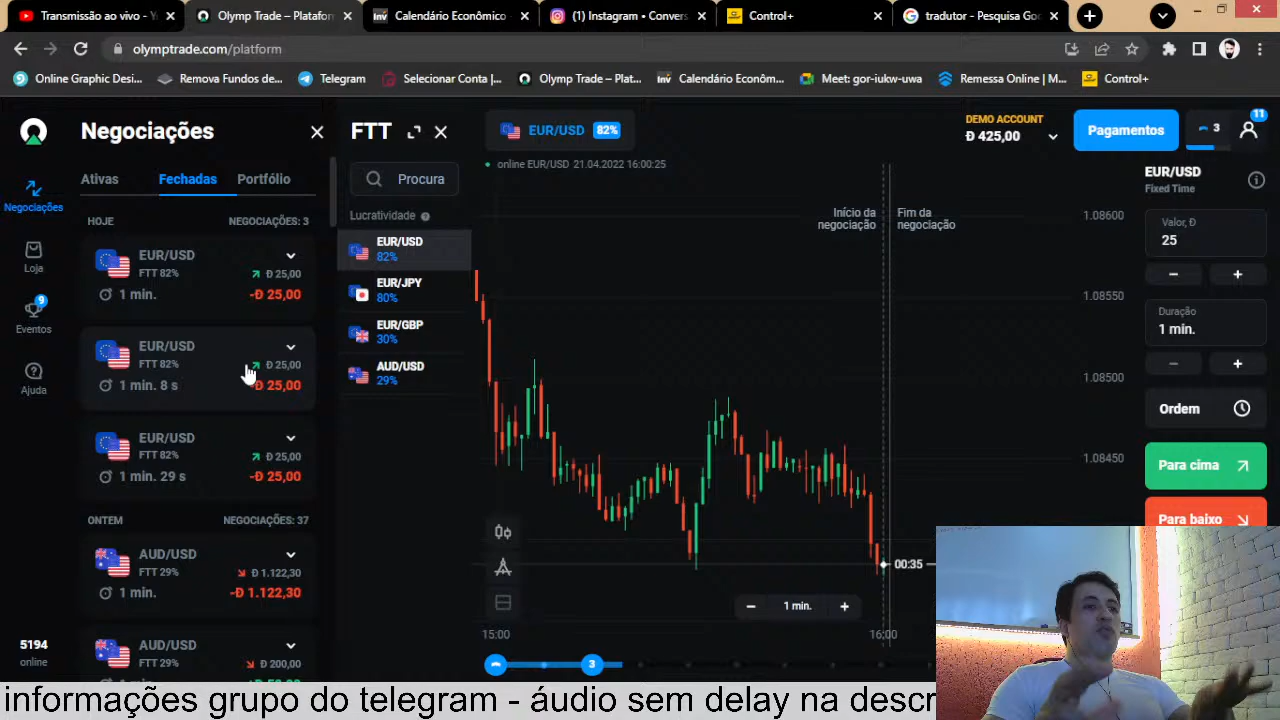 Transmissão ao vivo - Yo
Olymp Trade – Platafor
Calendário Econômico
(1) Instagram • Convers
Control+
tradutor - Pesquisa Goo
olymptrade.com/platform
Online Graphic Desi...
Remova Fundos de...
Telegram
Selecionar Conta |...
Olymp Trade – Plat...
Calendário Econôm...
Meet: gor-iukw-uwa
Remessa Online | M...
Control+
Negociações
FTT
EUR/USD 82%
DEMO ACCOUNT
Đ 425,00
Pagamentos
3
11
Ativas
Fechadas
Portfólio
online EUR/USD 21.04.2022 16:00:25
EUR/USD
Fixed Time
Procura
Negociações
HOJE
NEGOCIAÇÕES: 3
Lucratividade
Início da
negociação
Fim da
negociação
1.08600
Valor, Đ
25
EUR/USD
FTT 82%
Đ 25,00
1 min.
-Đ 25,00
EUR/USD
82%
Loja
EUR/JPY
80%
1.08550
9
Eventos
Duração
1 min.
EUR/USD
FTT 82%
Đ 25,00
1 min. 8 s
Đ 25,00
EUR/GBP
30%
AUD/USD
29%
1.08500
Ajuda
Ordem
EUR/USD
FTT 82%
Đ 25,00
1 min. 29 s
-Đ 25,00
1.08450
Para cima
ONTEM
NEGOCIAÇÕES: 37
Para baixo
AUD/USD
FTT 29%
Đ 1.122,30
1 min.
-Đ 1.122,30
00:35
1 min.
15:00
16:00
5194
online
AUD/USD
FTT 29%
Đ 200,00
3
informações grupo do telegram - áudio sem delay na descr